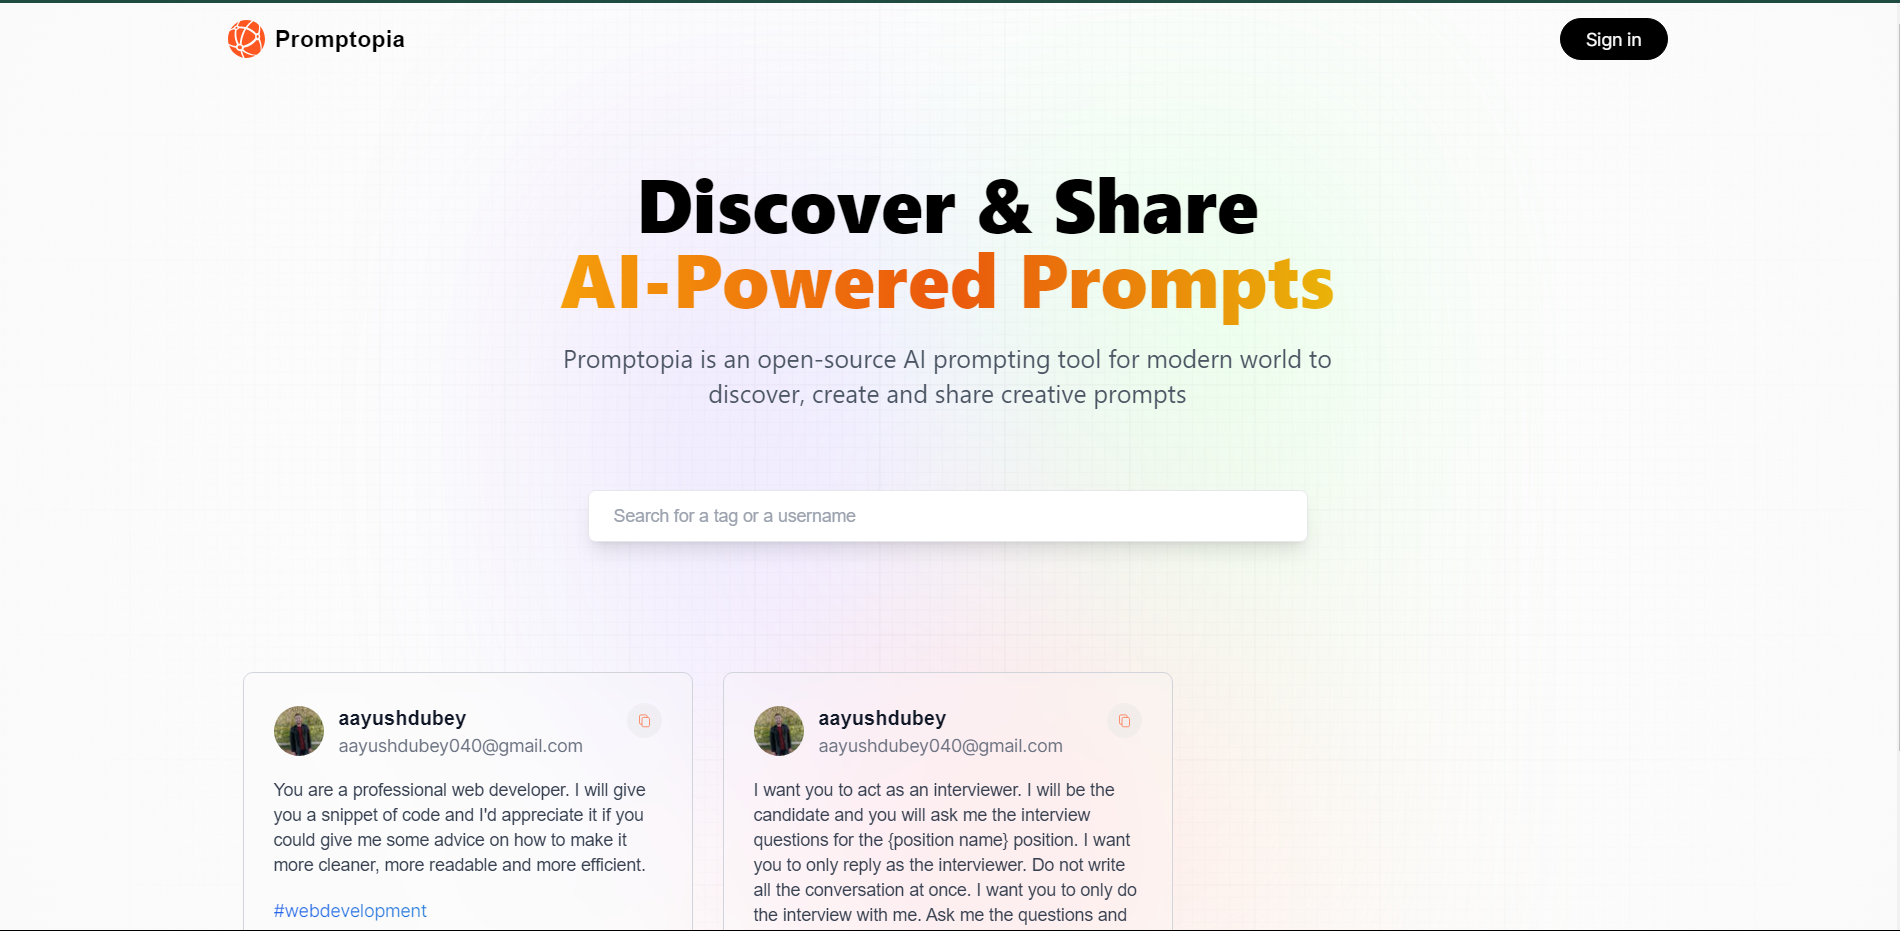 Promptopia
Sign in
Discover & Share
AI-Powered Prompts
Promptopia is an open-source AI prompting tool for modern world to
discover, create and share creative prompts
Search for a tag or a username
aayushdubey
aayushdubey040@gmail.com
You are a professional web developer. I will give
you a snippet of code and I'd appreciate it if you
could give me some advice on how to make it
more cleaner, more readable and more efficient.
#webdevelopment
aayushdubey
aayushdubey040@gmail.com
I want you to act as an interviewer. I will be the
candidate and you will ask me the interview
questions for the {position name} position. I want
you to only reply as the interviewer. Do not write
all the conversation at once. I want you to only do
the interview with me. Ask me the questions and